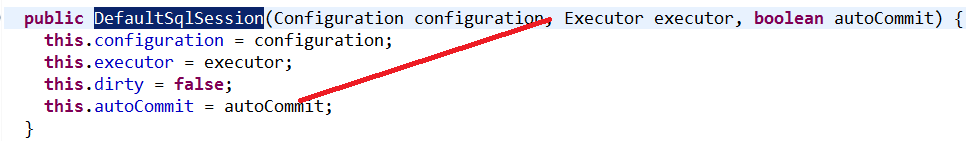 public DefaultSqlSession(Configuration configuration, Executor executor, boolean autoCommit) {
this.configuration = configuration;
this.executor = executor;
this.dirty = false;
this.autoCommit = autoCommit;
}